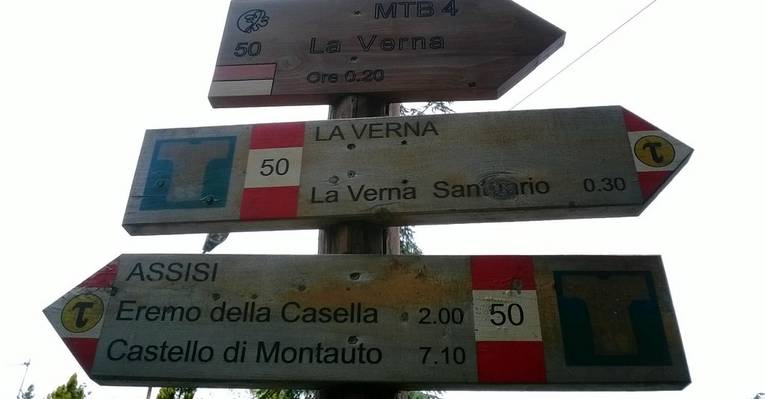 MTB 4
50
La Verna
Ore 0.20
LA VERNA
T
50
τ
La Verna Santuario 0.30
ASSISI
τ
Eremo della Casella 2.00
50
T
Castello di Montauto 7.10